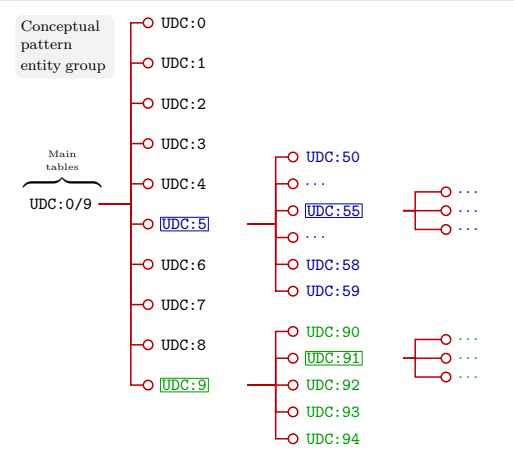 Conceptual
pattern
entity group
Main
tables
UDC:0/9
UDC:0
UDC:1
UDC:2
UDC:3
UDC:4
UDC:5
UDC:6
UDC:7
UDC:8
UDC:9
UDC:50
...
UDC:55
...
UDC:58
UDC:59
...
...
...
UDC:90
UDC:91
UDC:92
UDC:93
UDC:94
...
...
...